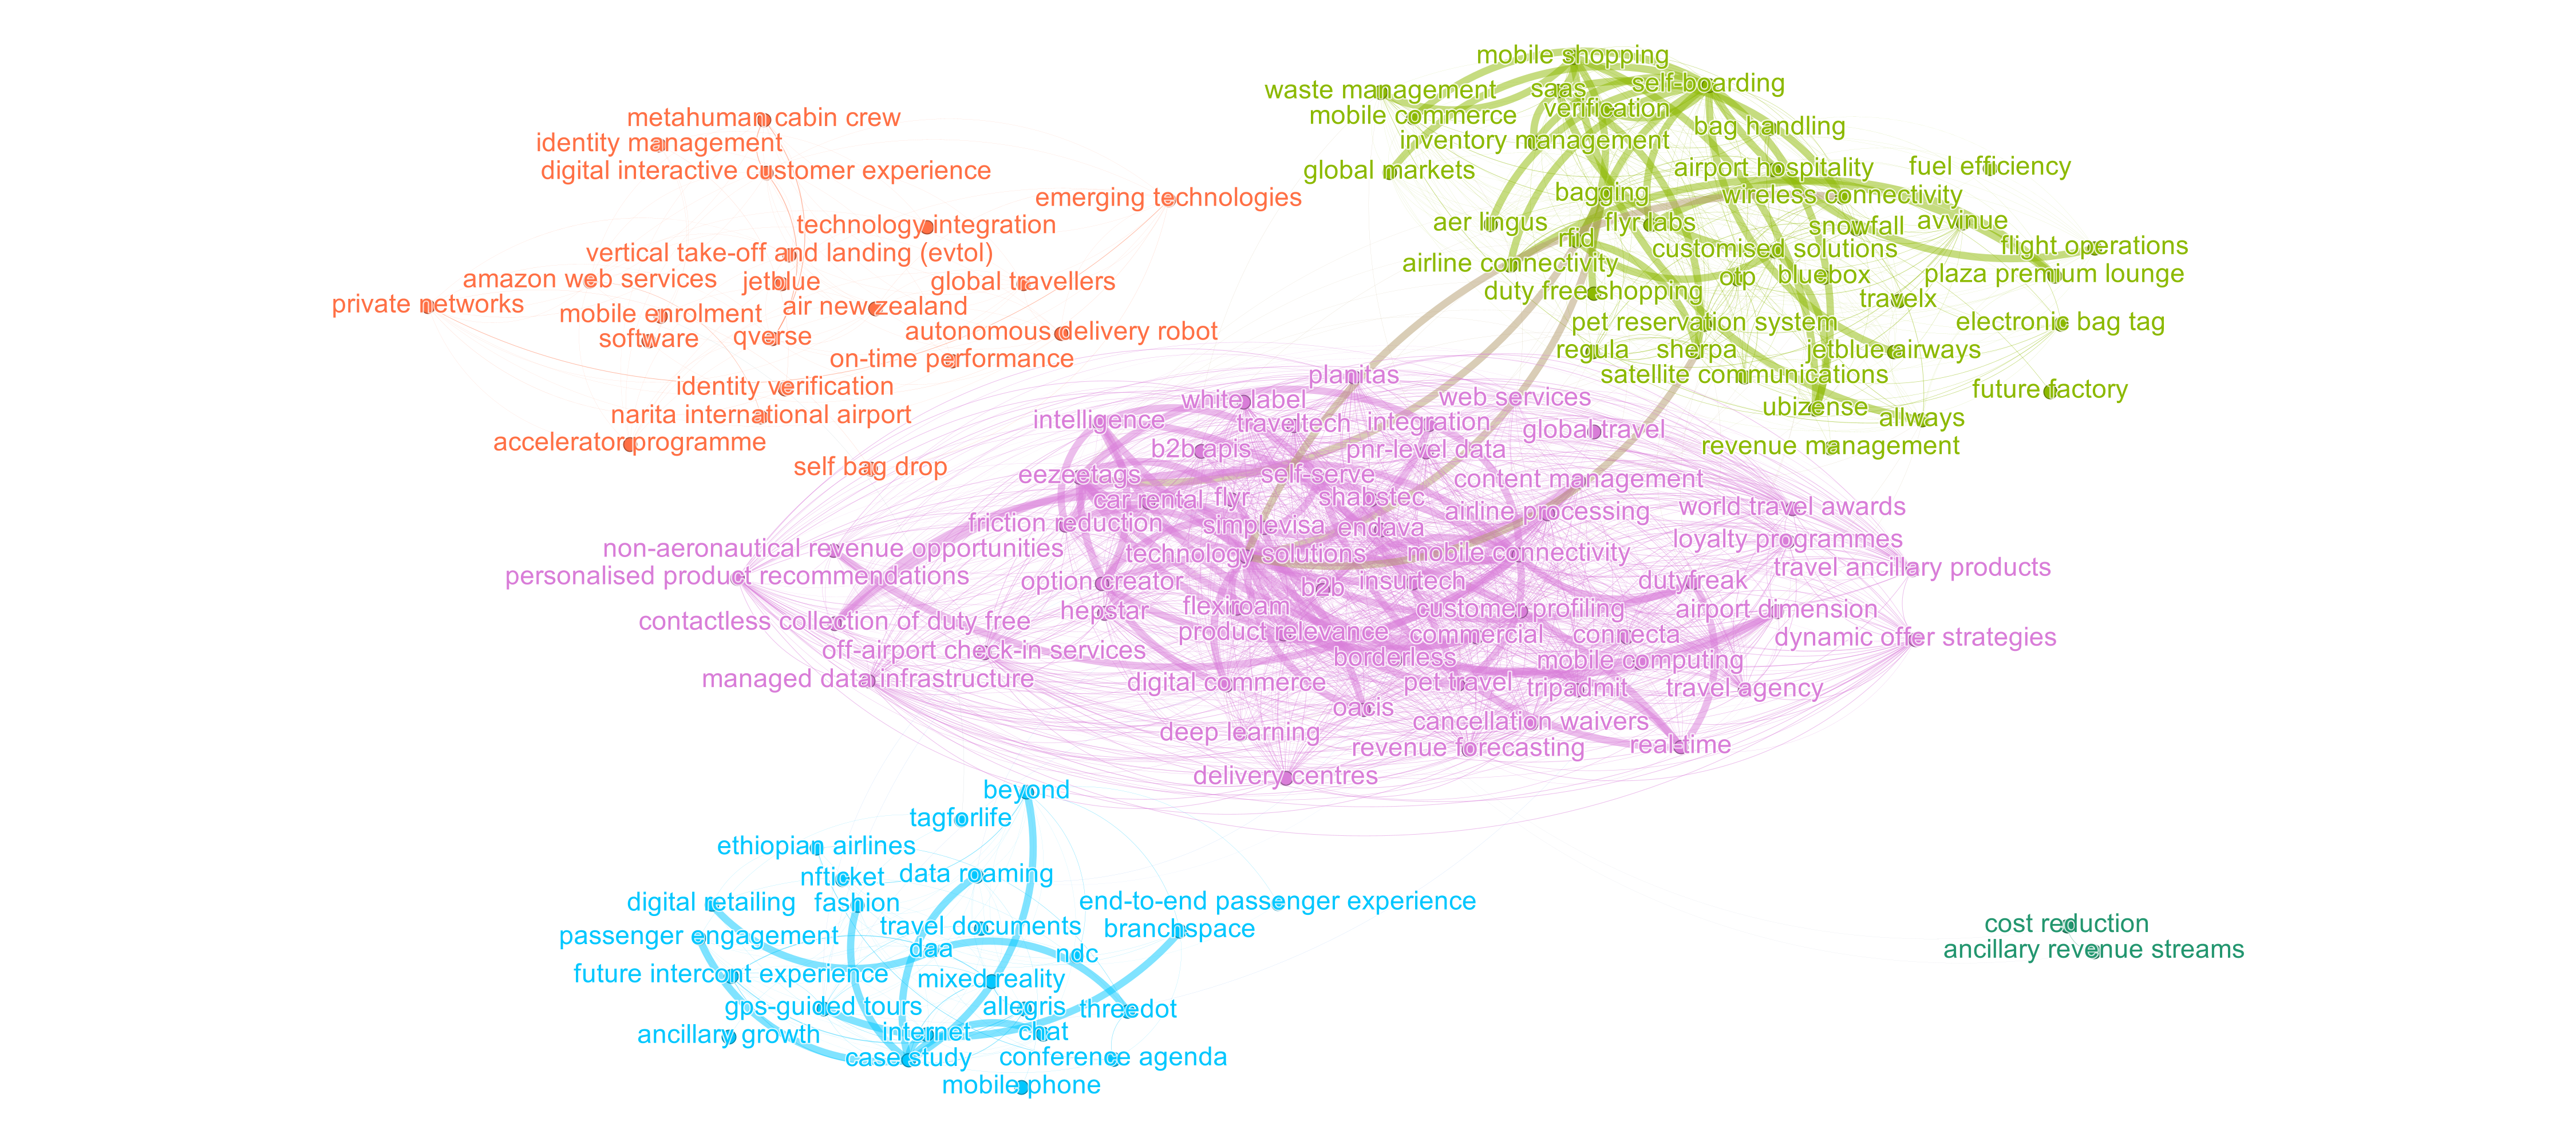 metahuman cabin crew
identity management
digital interactive customer experience
emerging technologies
technology integration
vertical take-off and landing (evtol)
amazon web services
jetblue
global travellers
private networks
mobile enrolment
air new zealand
software
qverse
autonomous delivery robot
on-time performance
identity verification
narita international airport
accelerator programme
self bag drop
mobile shopping
waste management
saas
self-boarding
mobile commerce
verification
bag handling
inventory management
global markets
airport hospitality
fuel efficiency
bagging
wireless connectivity
aer lingus
flyr labs
snowfall
avvinue
rfid
customised solutions
flight operations
airline connectivity
otp
bluebox
plaza premium lounge
duty free shopping
travelx
pet reservation system
electronic bag tag
regula
sherpa
jetblue airways
satellite communications
future factory
ubizense
allways
revenue management
planitas
white label
web services
intelligence
traveltech
integration
global travel
b2b apis
pnr-level data
eezeetags
self-serve
content management
car rental
flyr
shabstec
airline processing
world travel awards
friction reduction
simplevisa
endava
non-aeronautical revenue opportunities
technology solutions
mobile connectivity
loyalty programmes
personalised product recommendations
option creator
b2b
insurtech
dutyfreak
travel ancillary products
hepstar
flexiroam
customer profiling
airport dimension
contactless collection of duty free
product relevance
commercial
connecta
dynamic offer strategies
off-airport check-in services
borderless
mobile computing
managed data infrastructure
digital commerce
pet travel
tripadmit
travel agency
oacis
deep learning
cancellation waivers
revenue forecasting
real-time
delivery centres
beyond
tagforlife
ethiopian airlines
nfticket
data roaming
digital retailing
fashion
end-to-end passenger experience
passenger engagement
travel documents
branchspace
daa
ndc
future intercont experience
mixed reality
gps-guided tours
allegris
threedot
ancillary growth
internet
chat
case study
conference agenda
mobile phone
cost reduction
ancillary revenue streams